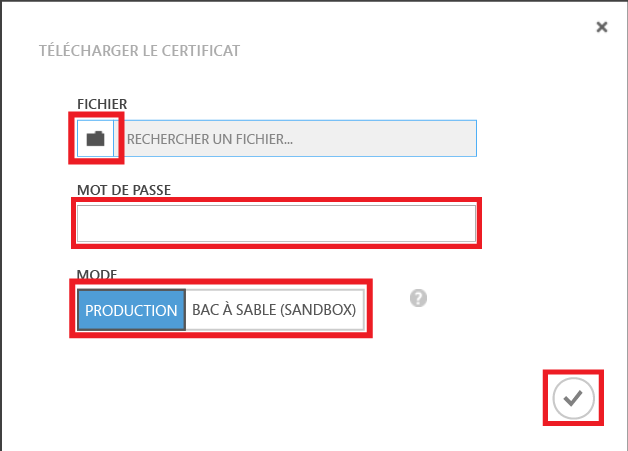 TÉLÉCHARGER LE CERTIFICAT
FICHIER
RECHERCHER UN FICHIER...
MOT DE PASSE
MODE
PRODUCTION BAC À SABLE (SANDBOX) ?